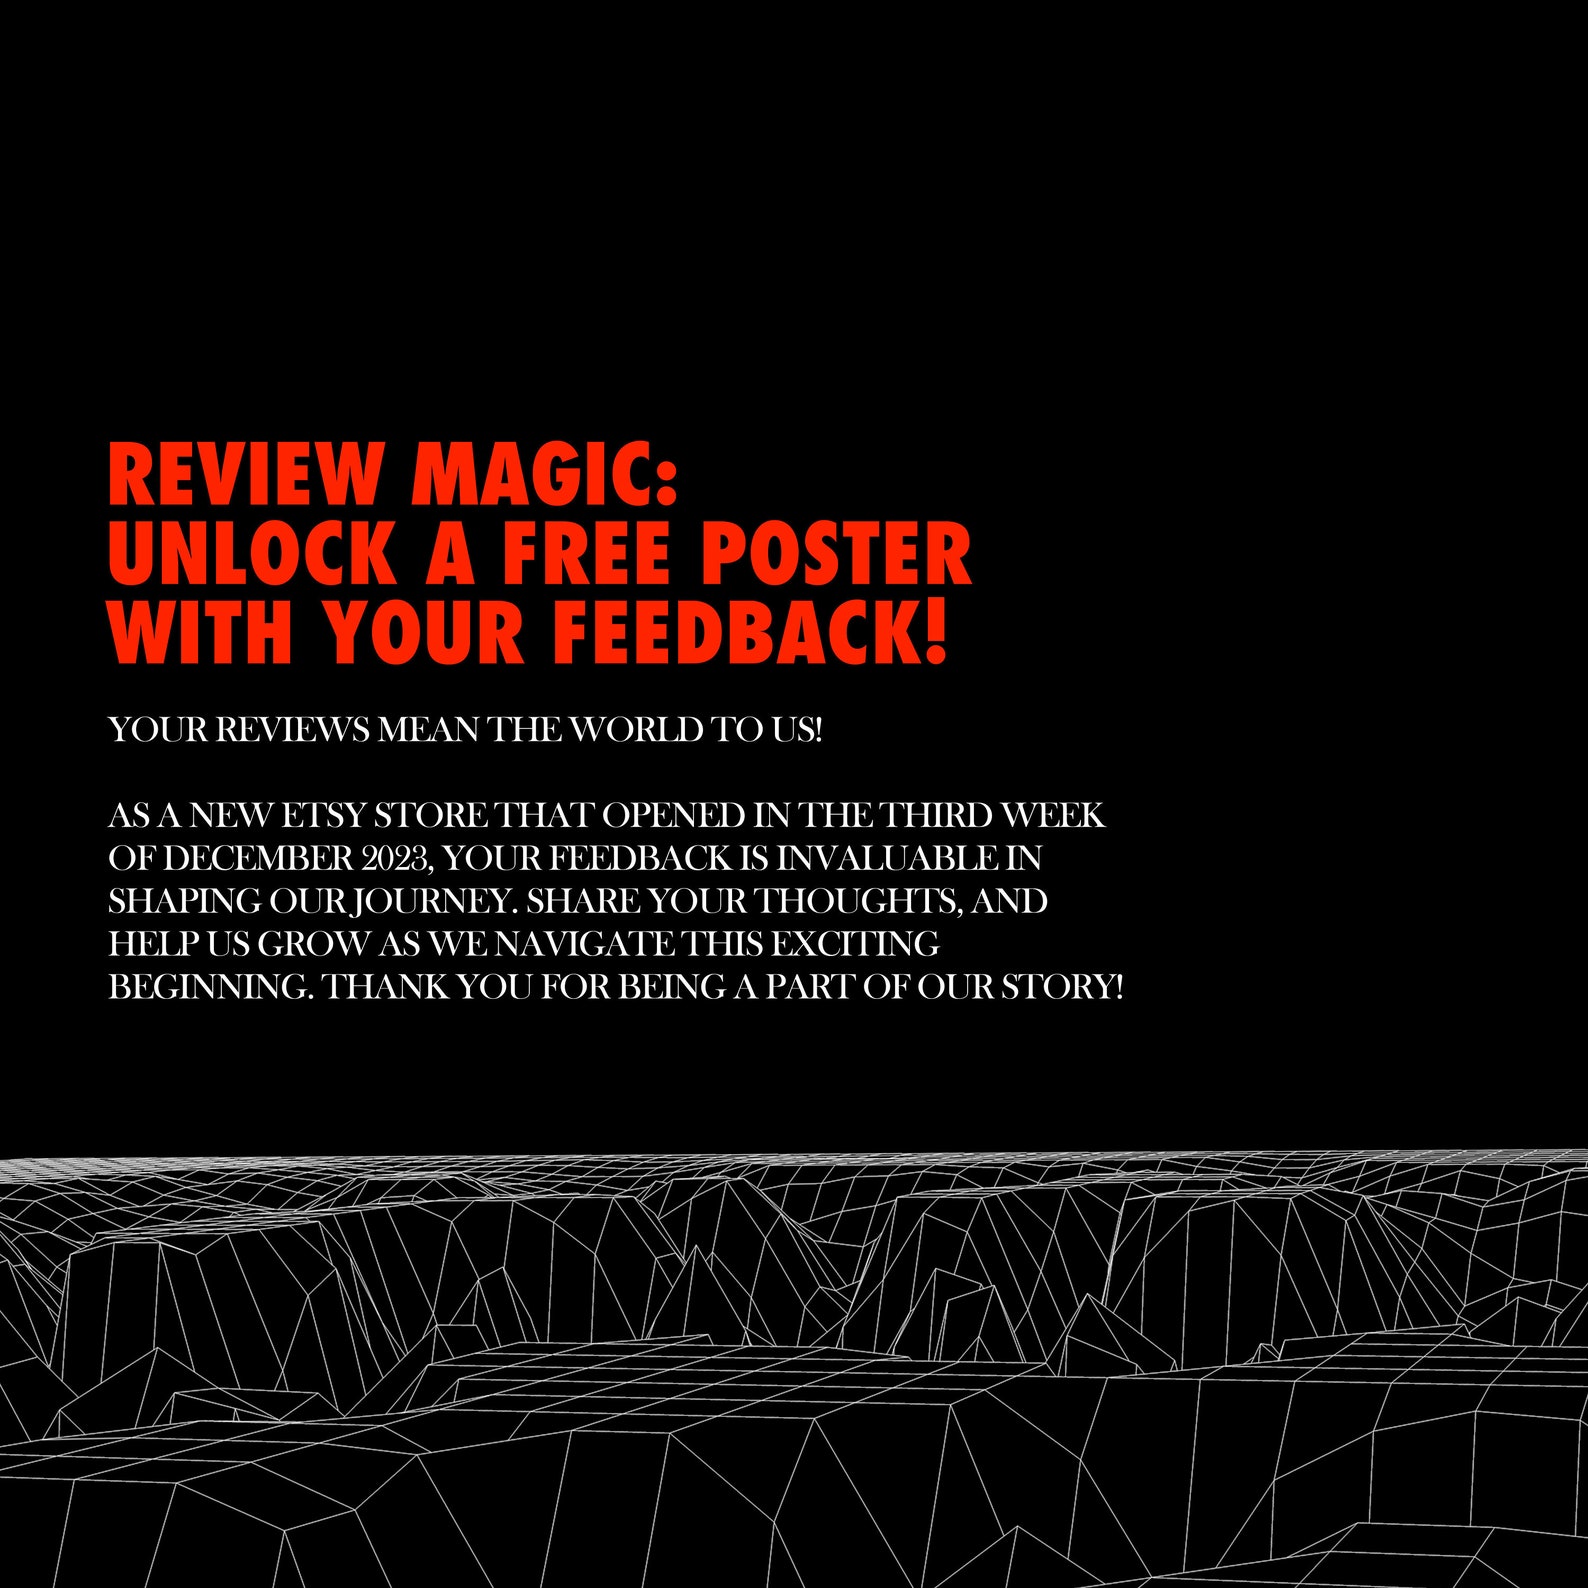 REVIEW MAGIC:
UNLOCK A FREE POSTER
WITH YOUR FEEDBACK!
YOUR REVIEWS MEAN THE WORLD TO US!
AS A NEW ETSY STORE THAT OPENED IN THE THIRD WEEK
OF DECEMBER 2023, YOUR FEEDBACK IS INVALUABLE IN
SHAPING OUR JOURNEY. SHARE YOUR THOUGHTS, AND
HELP US GROW AS WE NAVIGATE THIS EXCITING
BEGINNING. THANK YOU FOR BEING A PART OF OUR STORY!